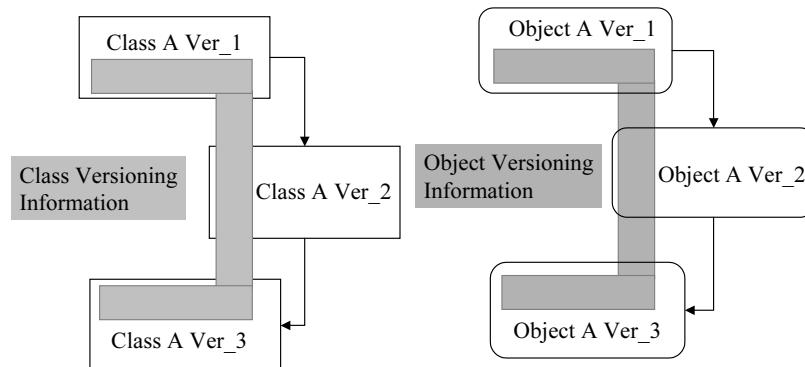 Class A Ver_1
Class Versioning
Information
Class A Ver_2
Class A Ver_3
Object A Ver_1
Object Versioning
Information
Object A Ver_2
Object A Ver_3